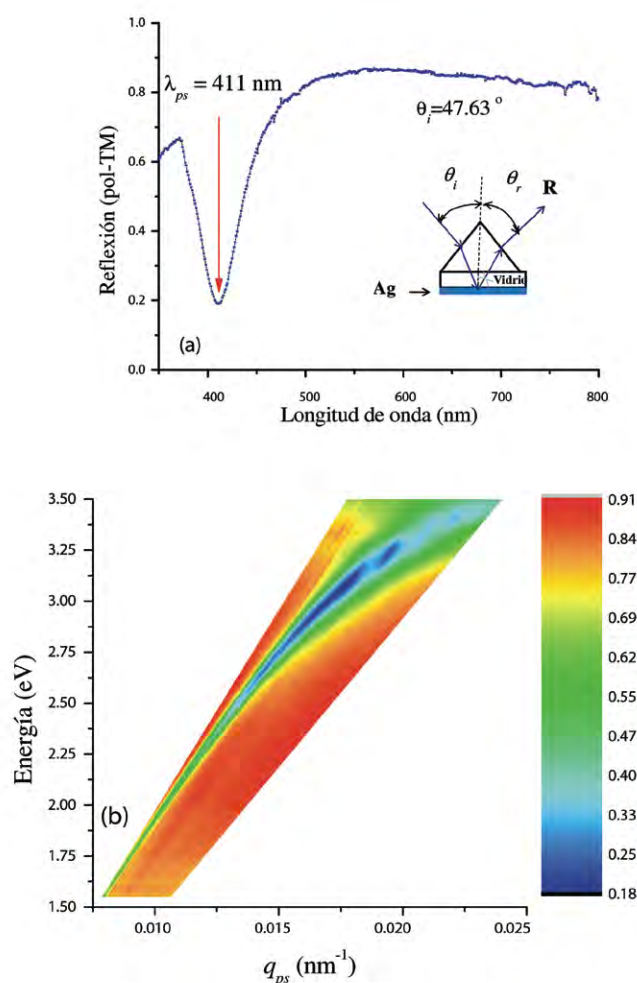 1.0
0.8
0.6
0.4
0.2
0.0
Reflexión (pol-TM)
λps = 411 nm
θi=47.63 °
θi
θr
R
Vidrio
Ag
(a)
400
500
600
700
800
Longitud de onda (nm)
3.50
3.25
3.00
2.75
2.50
2.25
2.00
1.75
1.50
Energía (eV)
(b)
0.010
0.015
0.020
0.025
qps (nm-1)
0.91
0.84
0.77
0.69
0.62
0.55
0.47
0.40
0.33
0.25
0.18